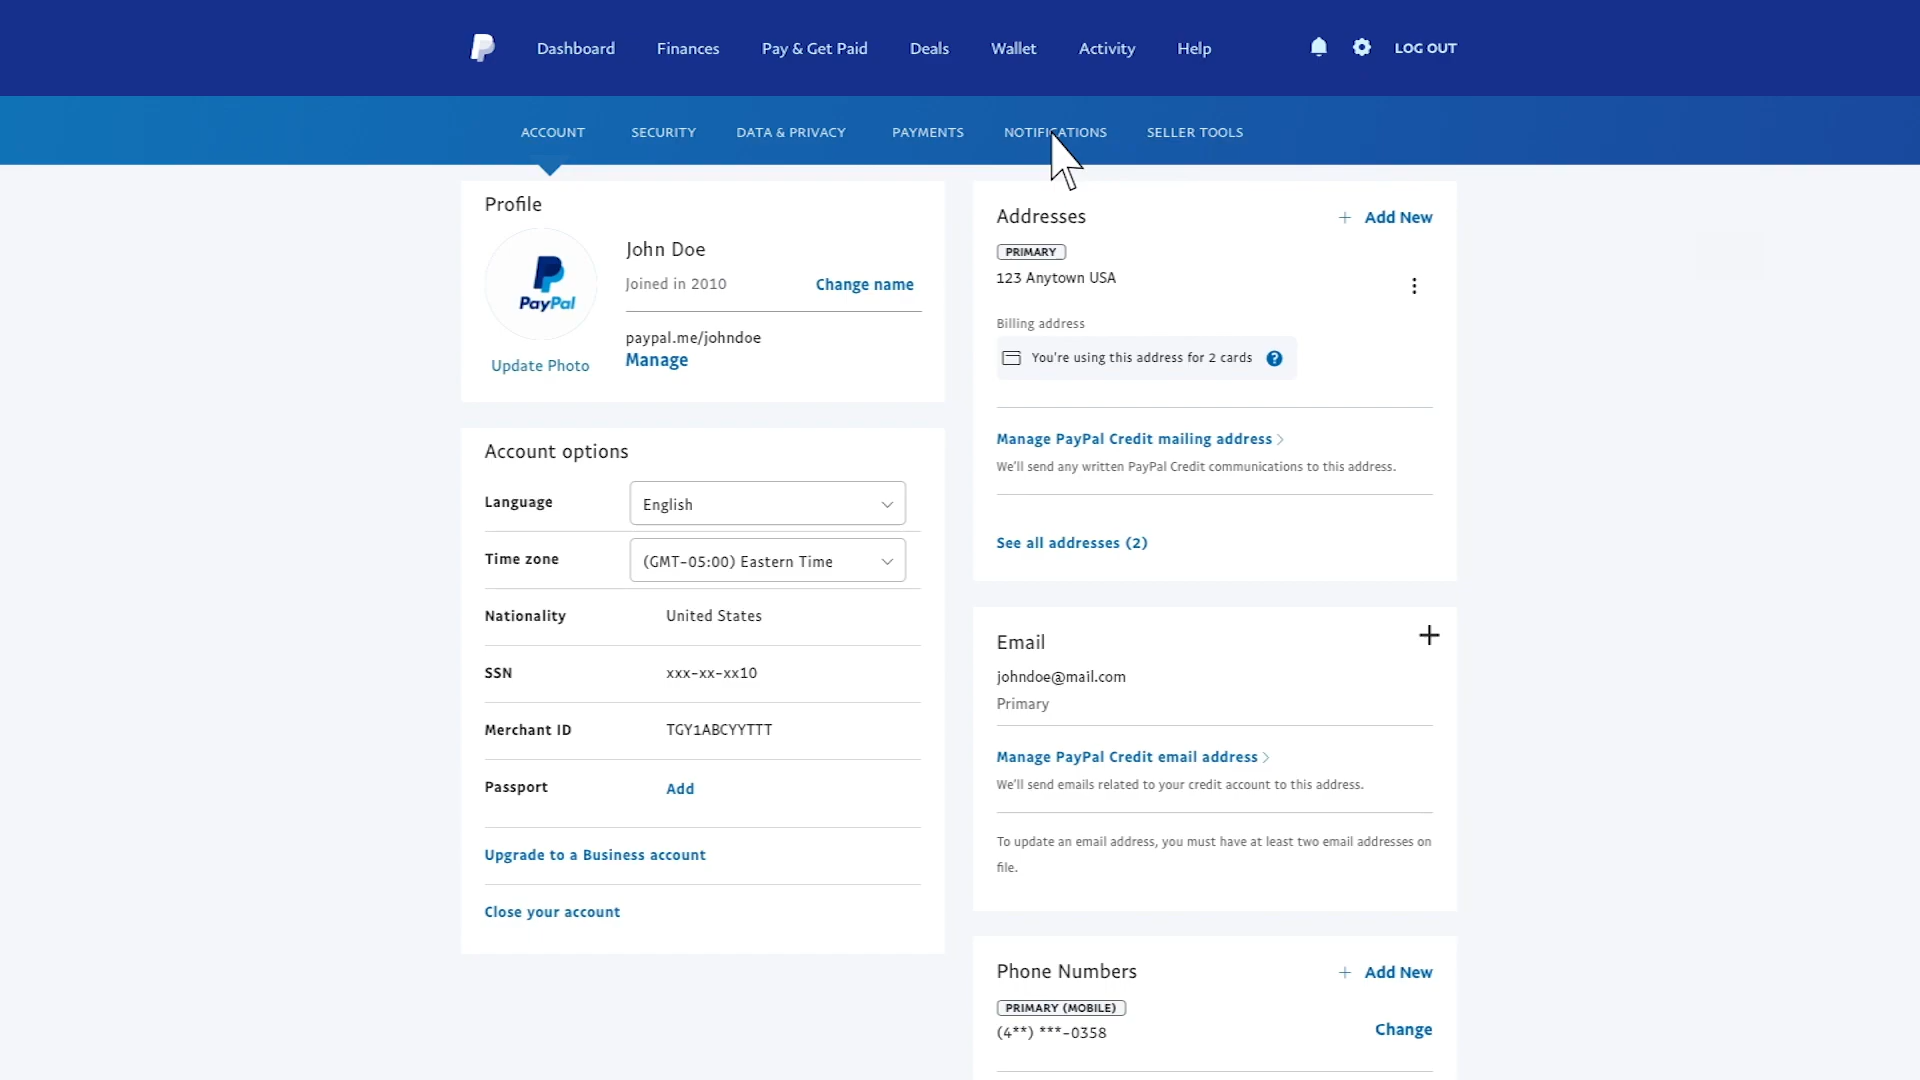 Dashboard Finances Pay & Get Paid Deals Wallet Activity Help LOG OUT
ACCOUNT SECURITY DATA & PRIVACY PAYMENTS NOTIFICATIONS SELLER TOOLS
Profile
PayPal
Update Photo
John Doe
Joined in 2010 Change name
paypal.me/johndoe
Manage
Account options
Language English
Time zone (GMT-05:00) Eastern Time
Nationality United States
SSN xxx-xx-xx10
Merchant ID TGY1ABCYYTTT
Passport Add
Upgrade to a Business account
Close your account
Addresses + Add New
PRIMARY
123 Anytown USA
Billing address
You're using this address for 2 cards ?
Manage PayPal Credit mailing address >
We'll send any written PayPal Credit communications to this address.
See all addresses (2)
Email +
johndoe@mail.com
Primary
Manage PayPal Credit email address >
We'll send emails related to your credit account to this address.
To update an email address, you must have at least two email addresses on
file.
Phone Numbers + Add New
PRIMARY (MOBILE)
(4**) ***-0358 Change